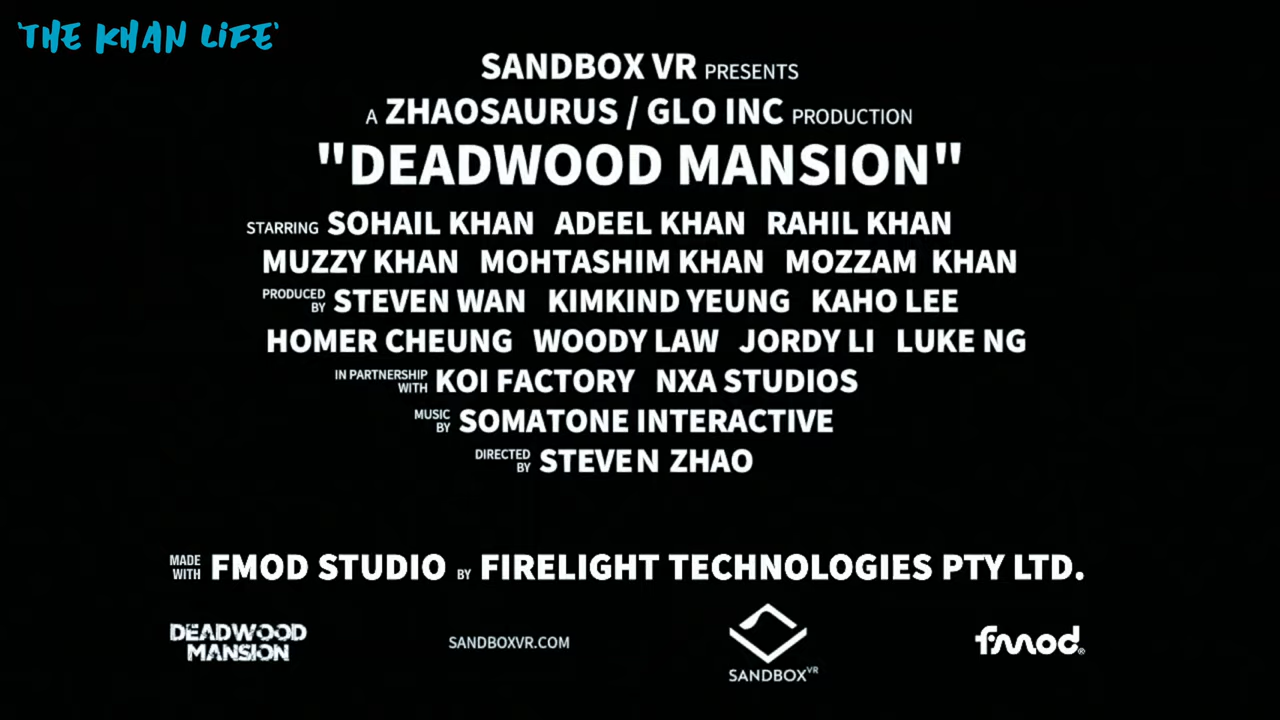 'THE KHAN LiFE'
SANDBOX VR PRESENTS
A ZHAOSAURUS / GLO INC PRODUCTION
"DEADWOOD MANSION"
STARRING SOHAIL KHAN ADEEL KHAN RAHIL KHAN
MUZZY KHAN MOHTASHIM KHAN MOZZAM KHAN
PRODUCED BY STEVEN WAN KIMKIND YEUNG KAHO LEE
HOMER CHEUNG WOODY LAW JORDY LI LUKE NG
IN PARTNERSHIP WITH KOI FACTORY NXA STUDIOS
MUSIC BY SOMATONE INTERACTIVE
DIRECTED BY STEVEN ZHAO
MADE WITH FMOD STUDIO BY FIRELIGHT TECHNOLOGIES PTY LTD.
DEADWOOD
MANSION
SANDBOXVR.COM
SANDBOX VR
fmod®